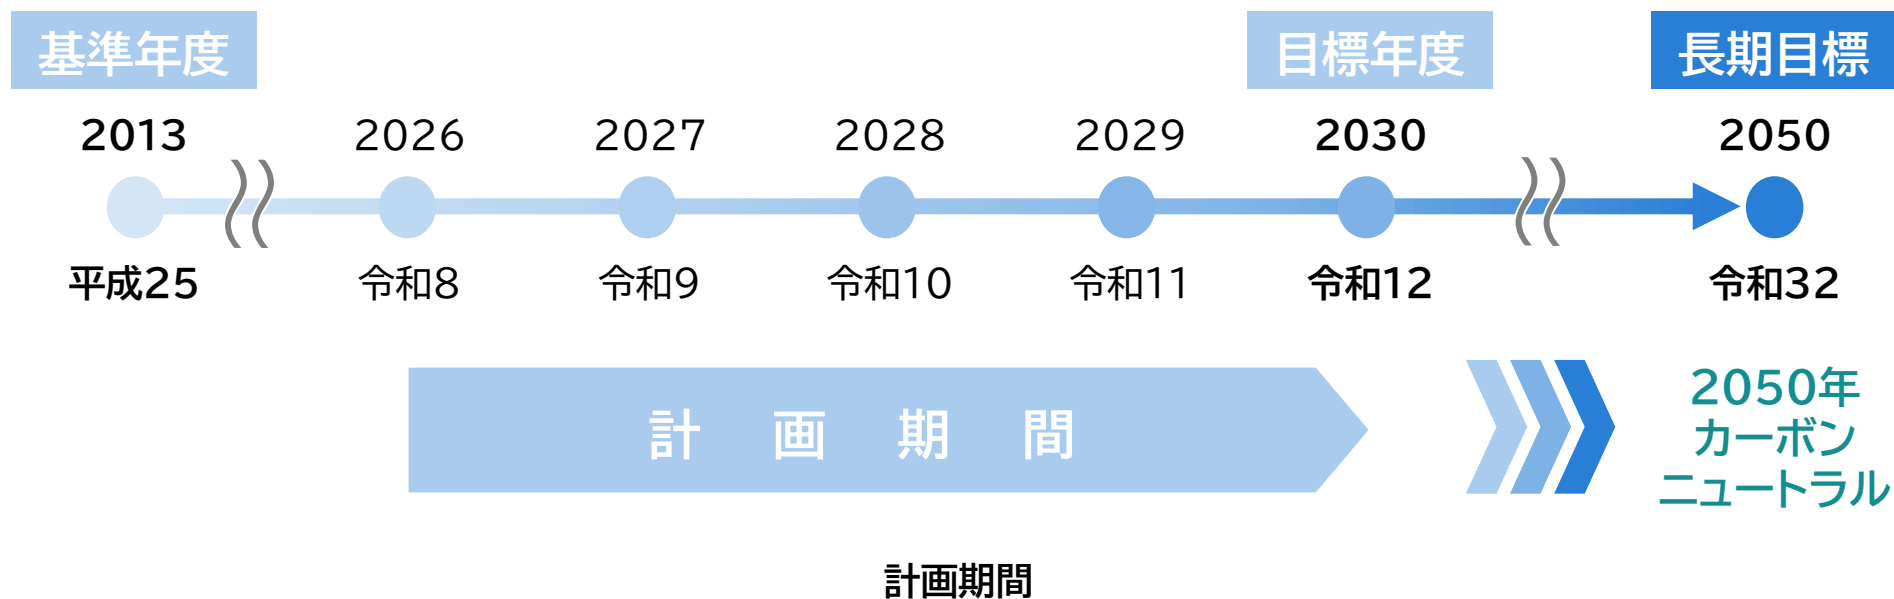 基準年度 目標年度 長期目標
2013 2026 2027 2028 2029 2030 2050
平成25 令和8 令和9 令和10 令和11 令和12 令和32
計画期間
2050年
カーボン
ニュートラル
計画期間